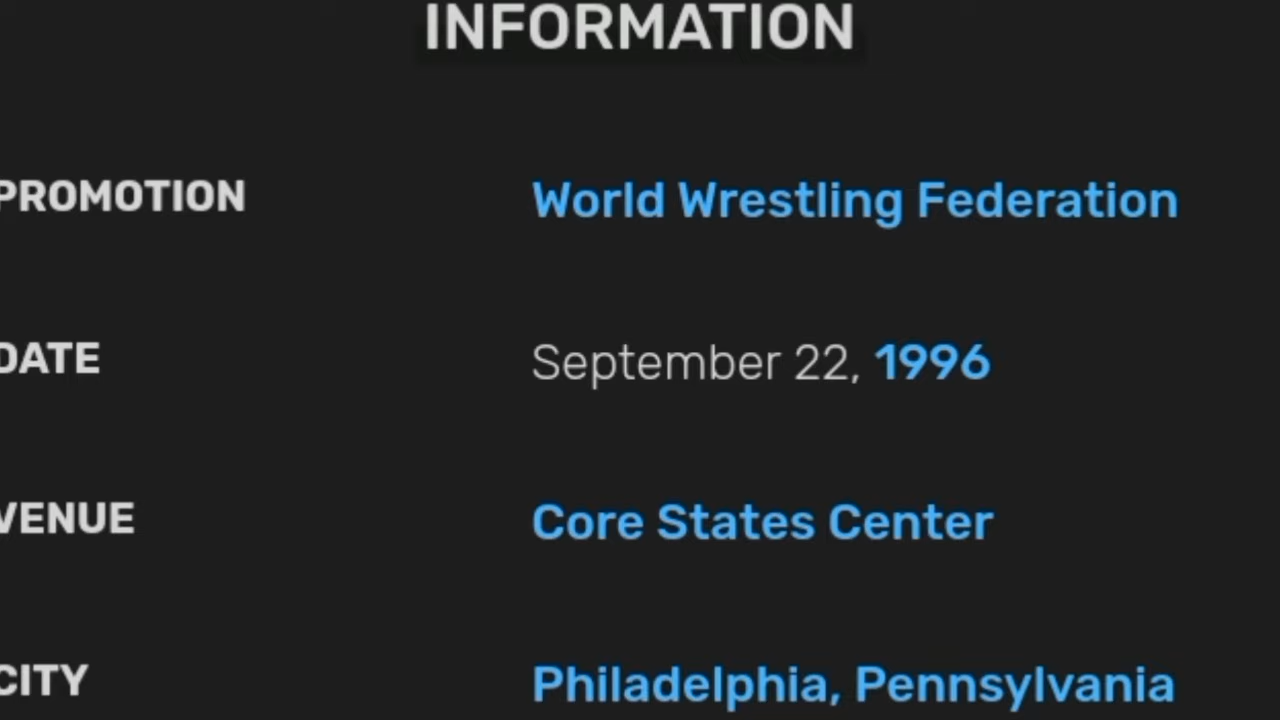 INFORMATION
PROMOTION World Wrestling Federation
DATE September 22, 1996
VENUE Core States Center
CITY Philadelphia, Pennsylvania